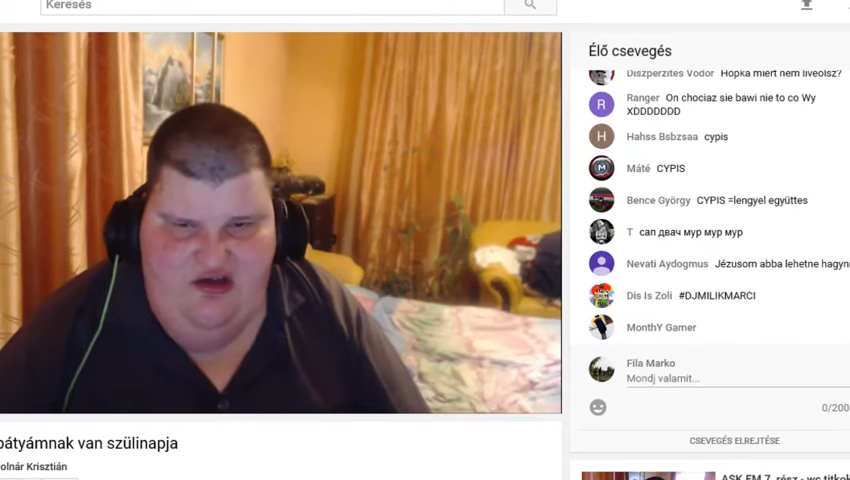 Keresés
Élő csevegés
Diszperzites Vodor Hopka miért nem liveolsz?
Ranger On chociaz sie bawi nie to co Wy
XDDDDDDD
Hahss Bsbzsaa cypis
Máté CYPIS
Bence György CYPIS =lengyel együttes
T сап двач мур мур мур
Nevati Aydogmus Jézusom abba lehetne hagyni
Dis Is Zoli #DJMILIKMARCI
MonthY Gamer
Fila Marko
Mondj valamit...
0/200
CSEVEGÉS ELREJTÉSE
bátyámnak van szülinapja
olnár Krisztián
ASK FM 7. rész - wc titkok